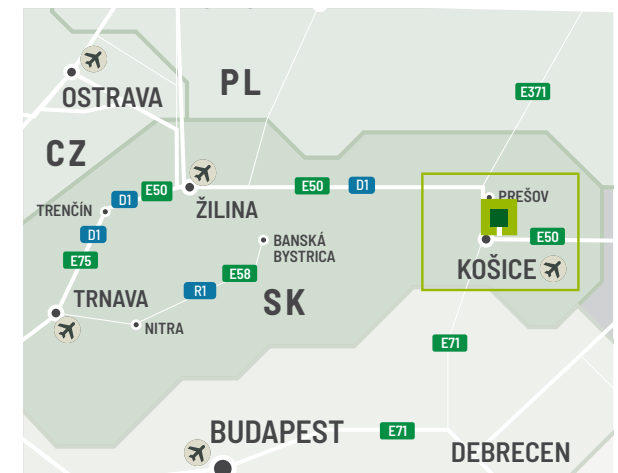 PL
E371
OSTRAVA
CZ
E50
D1
E50
D1
PREŠOV
TRENČÍN
ŽILINA
D1
BANSKÁ
BYSTRICA
E50
E75
E58
KOŠICE
TRNAVA
R1
SK
NITRA
E71
BUDAPEST
E71
DEBRECEN